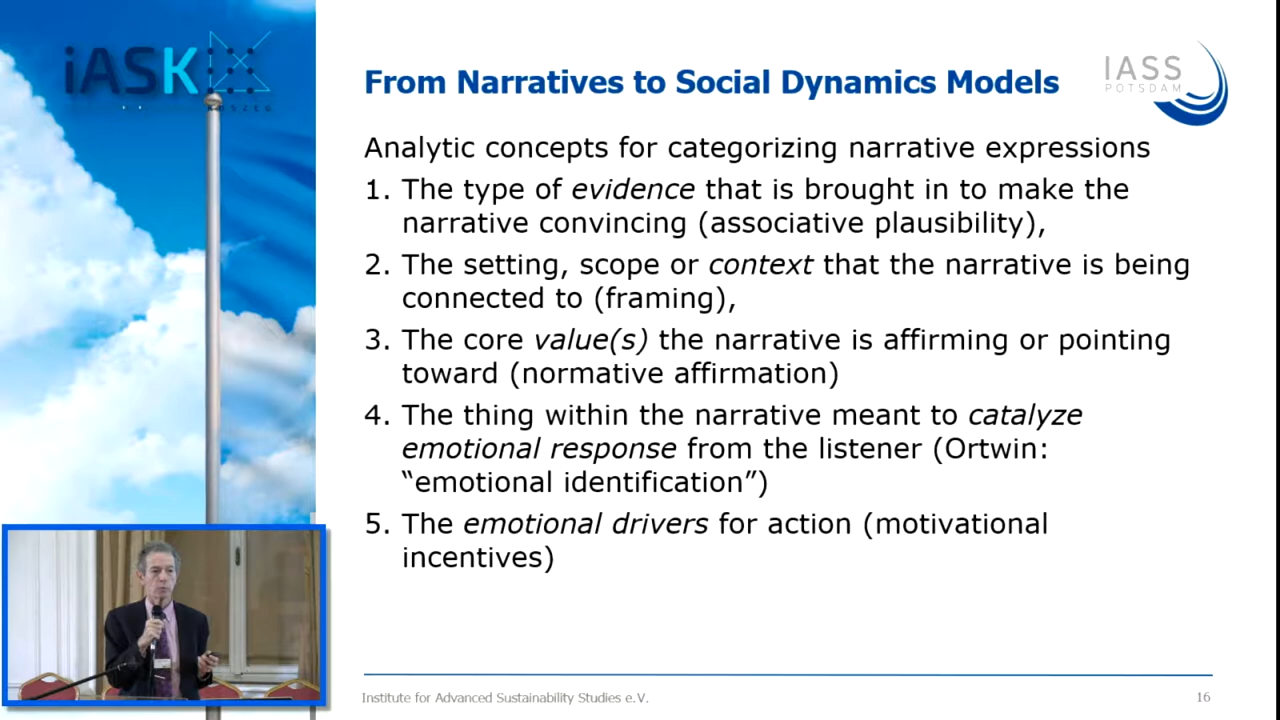 iASK
KŐSZEG
From Narratives to Social Dynamics Models
IASS
POTSDAM
Analytic concepts for categorizing narrative expressions
1. The type of evidence that is brought in to make the
narrative convincing (associative plausibility),
2. The setting, scope or context that the narrative is being
connected to (framing),
3. The core value(s) the narrative is affirming or pointing
toward (normative affirmation)
4. The thing within the narrative meant to catalyze
emotional response from the listener (Ortwin:
“emotional identification”)
5. The emotional drivers for action (motivational
incentives)
Institute for Advanced Sustainability Studies e.V.
16